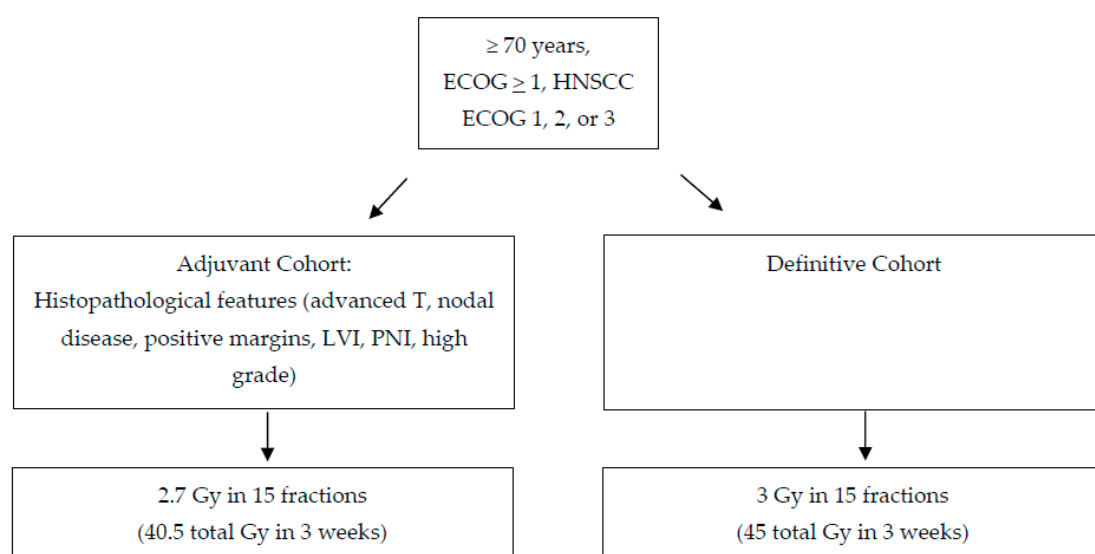 ≥ 70 years,
ECOG ≥ 1, HNSCC
ECOG 1, 2, or 3
Adjuvant Cohort:
Histopathological features (advanced T, nodal
disease, positive margins, LVI, PNI, high
grade)
Definitive Cohort
2.7 Gy in 15 fractions
(40.5 total Gy in 3 weeks)
3 Gy in 15 fractions
(45 total Gy in 3 weeks)